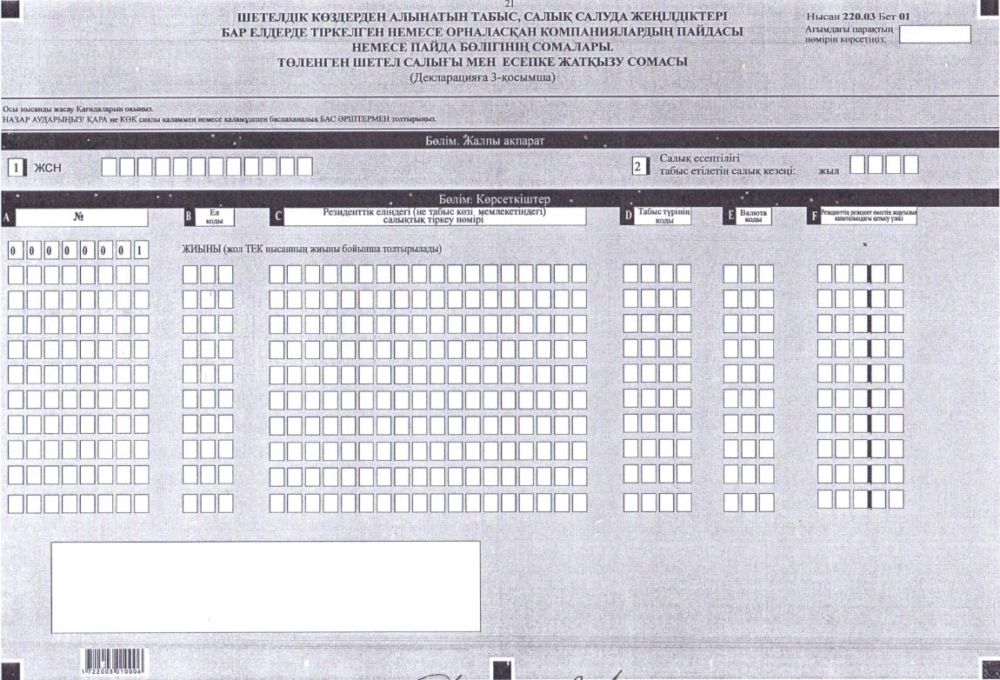 21
ШЕТЕЛДІК КӨЗДЕРДЕН АЛЫНАТЫН ТАБЫС, САЛЫҚ САЛУДА ЖЕҢІЛДІКТЕРІ
БАР ЕЛДЕРДЕ ТІРКЕЛГЕН НЕМЕСЕ ОРНАЛАСҚАН КОМПАНИЯЛАРДЫҢ ПАЙДАСЫ
НЕМЕСЕ ПАЙДА БӨЛІГІНІҢ СОМАЛАРЫ.
ТӨЛЕНГЕН ШЕТЕЛ САЛЫҒЫ МЕН ЕСЕПКЕ ЖАТҚЫЗУ СОМАСЫ
(Декларацияға 3-қосымша)
Нысан 220.03 Бет 01
Ағымдағы парақтың
нөмірін көрсетіңіз:
Осы нысанды жасау Қағидаларын оқыңыз.
НАЗАР АУДАРЫҢЫЗ! ҚАРА не КӨК сиялы қаламмен немесе қаламұшпен баспаханалық БАС ӘРІПТЕРМЕН толтырыңыз.
Бөлім. Жалпы ақпарат
1 ЖСН
2 Салық есептілігі
табыс етілетін салық кезеңі: жыл
Бөлім. Көрсеткіштер
A №
B Ел
коды
C Резиденттік еліндегі (не табыс көзі мемлекетіндегі)
салықтық тіркеу нөмірі
D Табыс түрінің
коды
E Валюта
коды
F Резиденттің резидент еместің жарғылық
капиталындағы қатысу үлесі
%
0 0 0 0 0 0 0 1 ЖИЫНЫ (жол ТЕК нысанның жиыны бойынша толтырылады)
1 722003 010006